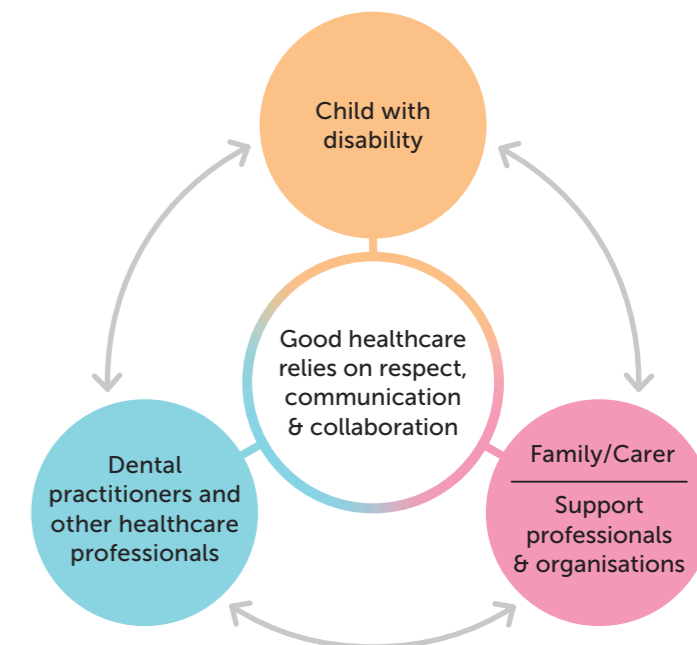 Child with
disability
Good healthcare
relies on respect,
communication
& collaboration
Dental
practitioners and
other healthcare
professionals
Family/Carer
Support
professionals
& organisations